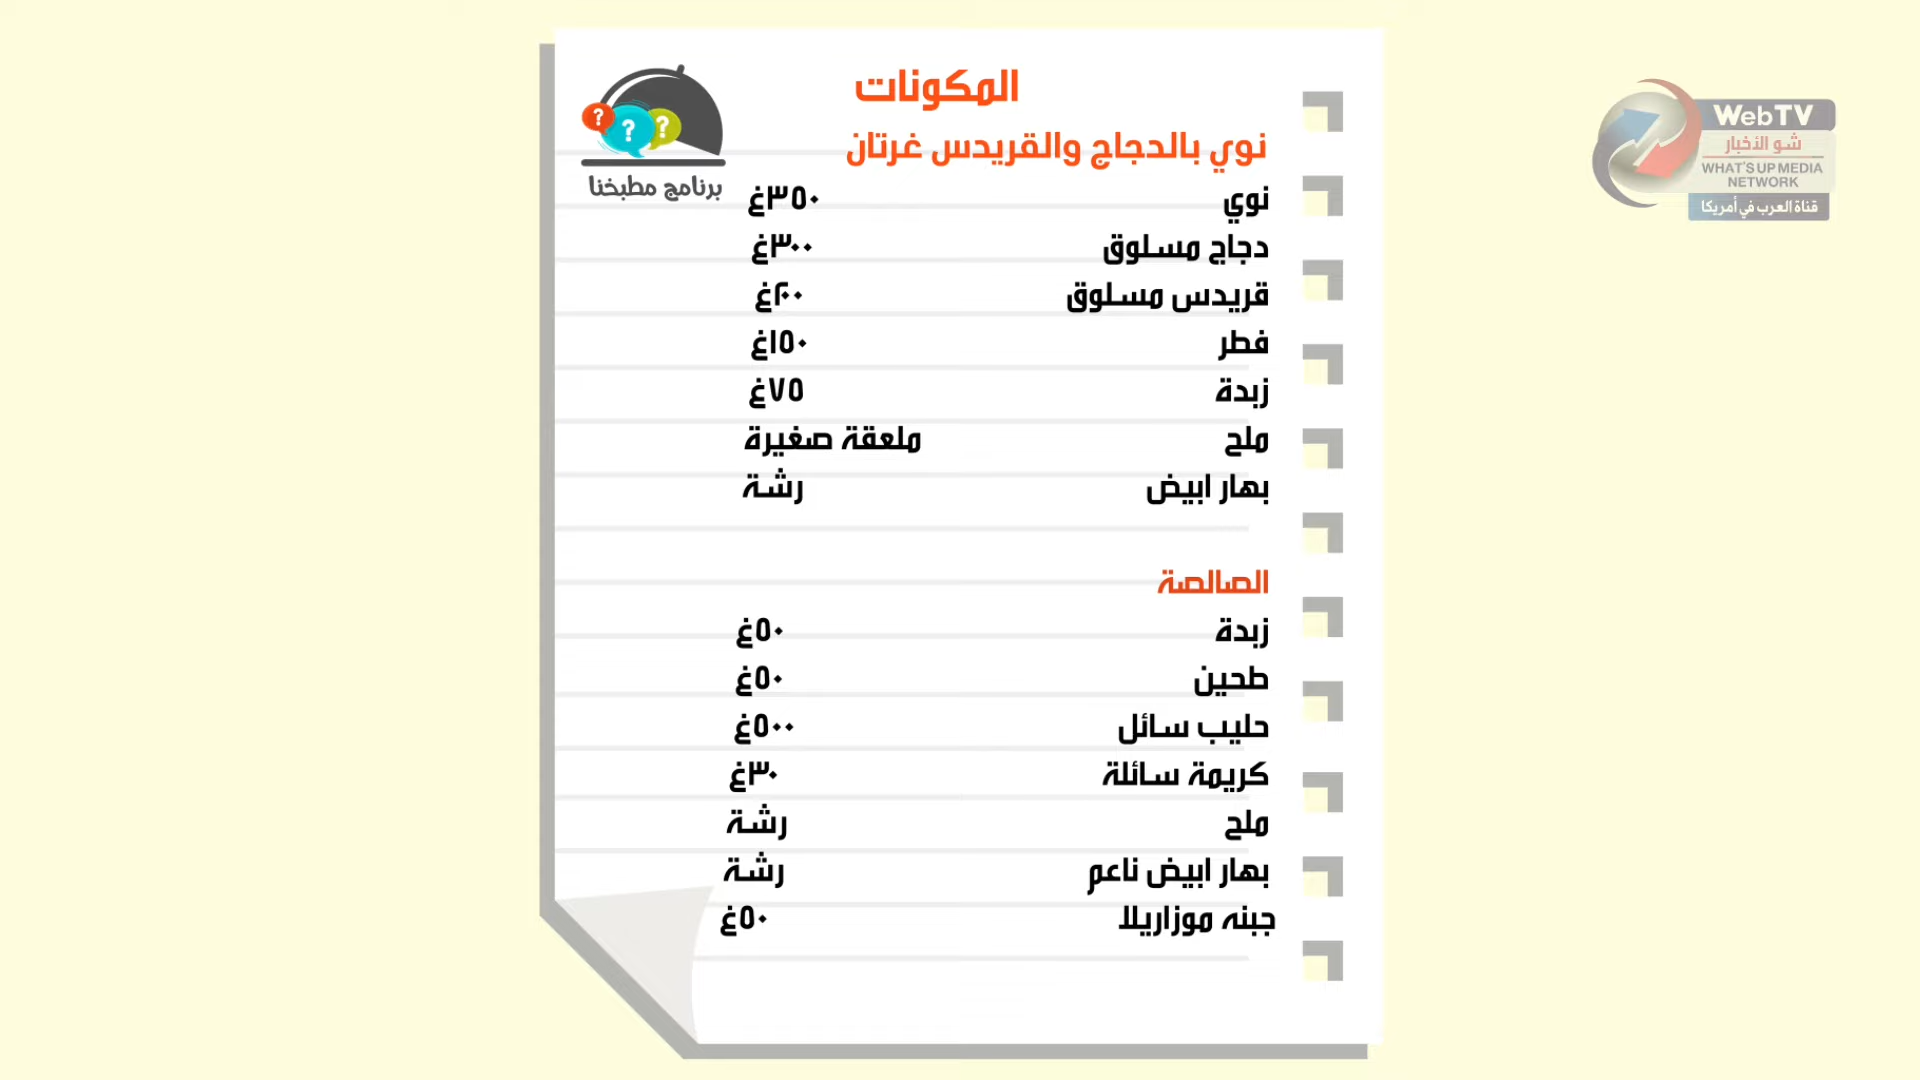 المكونات
نوي بالدجاج والقريدس غرتان
نوي ٣٥٠غ
دجاج مسلوق ٣٠٠غ
قريدس مسلوق ٢٠٠غ
فطر ١٥٠غ
زبدة ٧٥غ
ملح ملعقة صغيرة
بهار ابيض رشة
الصالصة
زبدة ٥٠غ
طحين ٥٠غ
حليب سائل ٥٠٠غ
كريمة سائلة ٣٠غ
ملح رشة
بهار ابيض ناعم رشة
جبنه موزاريلا ٥٠غ
? ? ?
برنامج مطبخنا
WebTV
شو الأخبار
WHAT'S UP MEDIA
NETWORK
قناة العرب في أمريكا